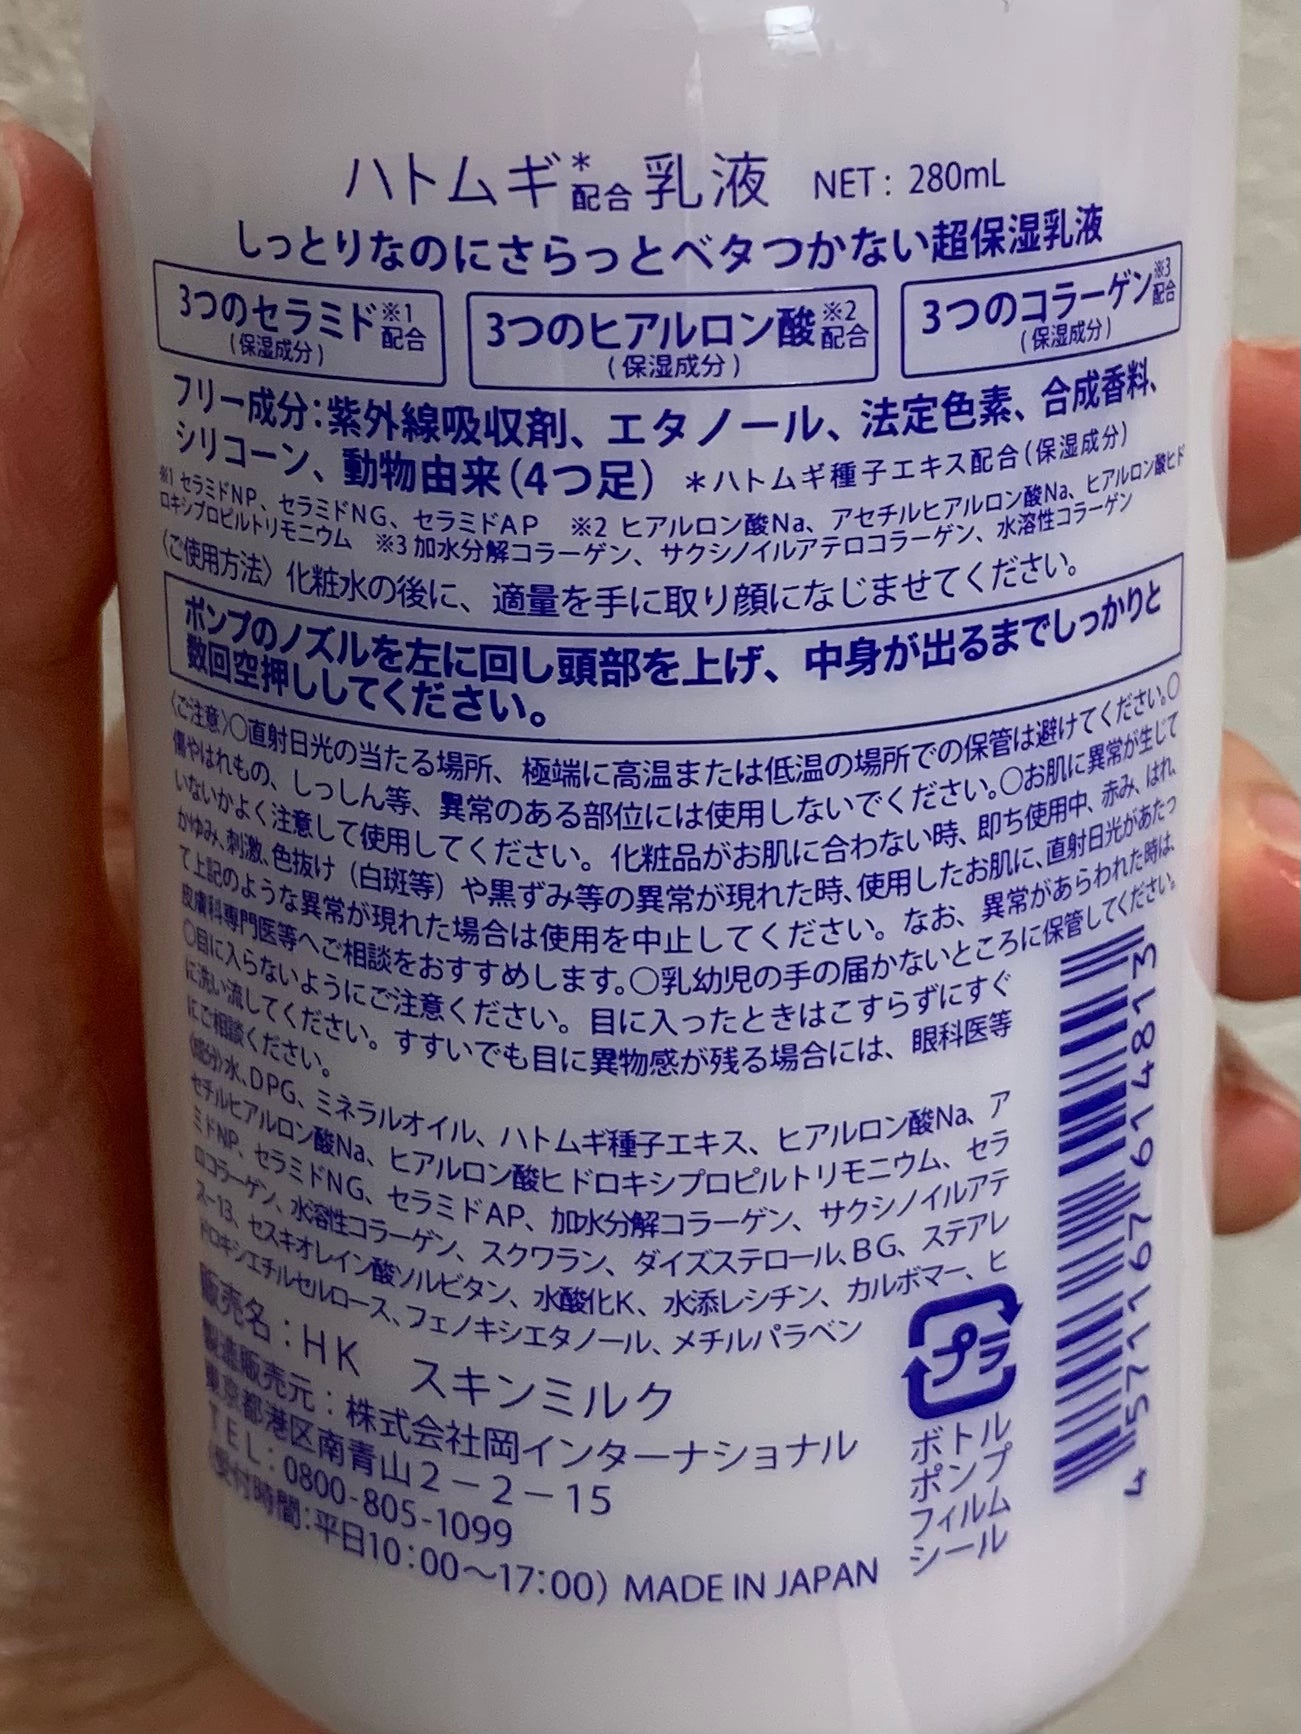 ハトムギ*配合乳液 NET: 280mL
しっとりなのにさらっとベタつかない超保湿乳液
3つのセラミド※1配合 (保湿成分)
3つのヒアルロン酸※2配合 (保湿成分)
3つのコラーゲン※3配合 (保湿成分)
フリー成分:紫外線吸収剤、エタノール、法定色素、合成香料、
シリコーン、動物由来(4つ足) *ハトムギ種子エキス配合(保湿成分)
※1 セラミドNP、セラミドNG、セラミドAP ※2 ヒアルロン酸Na、アセチルヒアルロン酸Na、ヒアルロン酸ヒド
ロキシプロピルトリモニウム ※3 加水分解コラーゲン、サクシノイルアテロコラーゲン、水溶性コラーゲン
〈ご使用方法〉化粧水の後に、適量を手に取り顔になじませてください。
ポンプのノズルを左に回し頭部を上げ、中身が出るまでしっかりと
数回空押ししてください。
〈ご注意〉○直射日光の当たる場所、極端に高温または低温の場所での保管は避けてください。○
傷やはれもの、しっしん等、異常のある部位には使用しないでください。○お肌に異常が生じて
いないかよく注意して使用してください。化粧品がお肌に合わない時、即ち使用中、赤み、はれ、
かゆみ、刺激、色抜け（白斑等）や黒ずみ等の異常が現れた時、使用したお肌に、直射日光があたっ
て上記のような異常が現れた場合は使用を中止してください。なお、異常があらわれた時は、
皮膚科専門医等へご相談をおすすめします。○乳幼児の手の届かないところに保管してください。
○目に入らないようにご注意ください。目に入ったときはこすらずにすぐ
に洗い流してください。すすいでも目に異物感が残る場合には、眼科医等
にご相談ください。
〈成分〉水、DPG、ミネラルオイル、ハトムギ種子エキス、ヒアルロン酸Na、ア
セチルヒアルロン酸Na、ヒアルロン酸ヒドロキシプロピルトリモニウム、セラ
ミドNP、セラミドNG、セラミドAP、加水分解コラーゲン、サクシノイルアテ
ロコラーゲン、水溶性コラーゲン、スクワラン、ダイズステロール、BG、ステアレ
ス-13、セスキオレイン酸ソルビタン、水酸化K、水添レシチン、カルボマー、ヒ
ドロキシエチルセルロース、フェノキシエタノール、メチルパラベン
販売名:HK スキンミルク
製造販売元:株式会社岡インターナショナル
東京都港区南青山2-2-15
TEL:0800-805-1099
(受付時間:平日10:00〜17:00) MADE IN JAPAN
プラ
ボトル
ポンプ
フィルム
シール
4 571167 614813